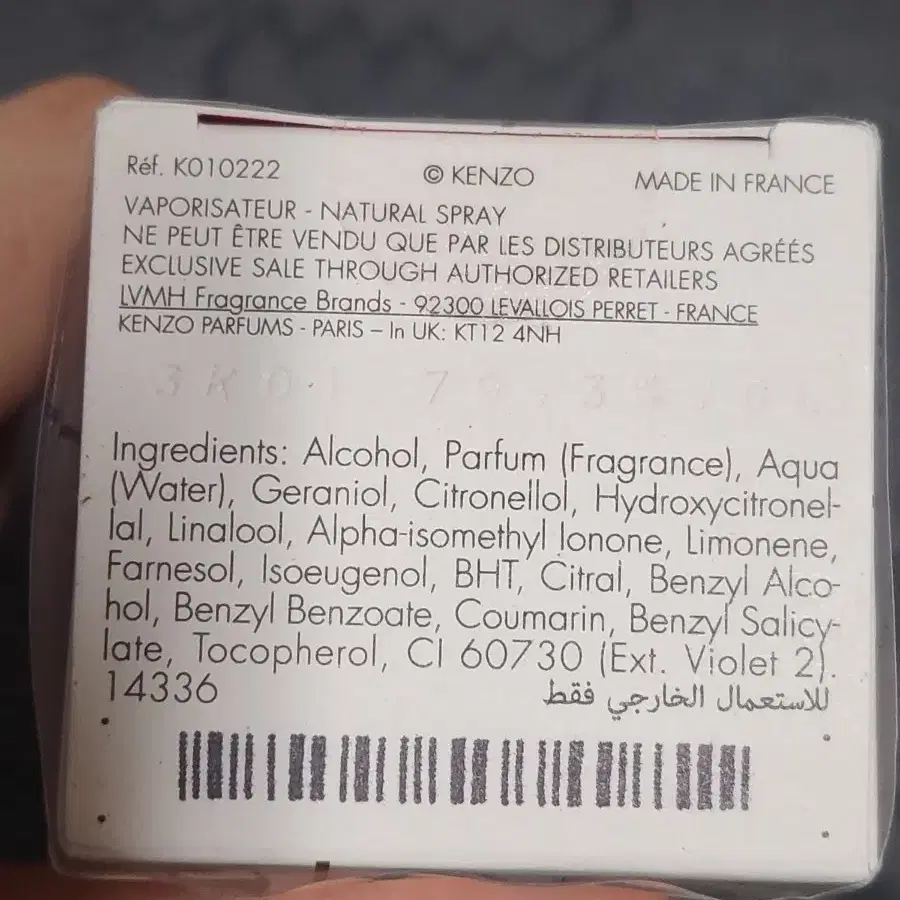 Réf. K010222 © KENZO MADE IN FRANCE
VAPORISATEUR - NATURAL SPRAY
NE PEUT ÊTRE VENDU QUE PAR LES DISTRIBUTEURS AGRÉÉS
EXCLUSIVE SALE THROUGH AUTHORIZED RETAILERS
LVMH Fragrance Brands - 92300 LEVALLOIS PERRET - FRANCE
KENZO PARFUMS - PARIS – In UK: KT12 4NH
Ingredients: Alcohol, Parfum (Fragrance), Aqua
(Water), Geraniol, Citronellol, Hydroxycitronel-
lal, Linalool, Alpha-isomethyl Ionone, Limonene,
Farnesol, Isoeugenol, BHT, Citral, Benzyl Alco-
hol, Benzyl Benzoate, Coumarin, Benzyl Salicy-
late, Tocopherol, CI 60730 (Ext. Violet 2).
14336 للاستعمال الخارجي فقط